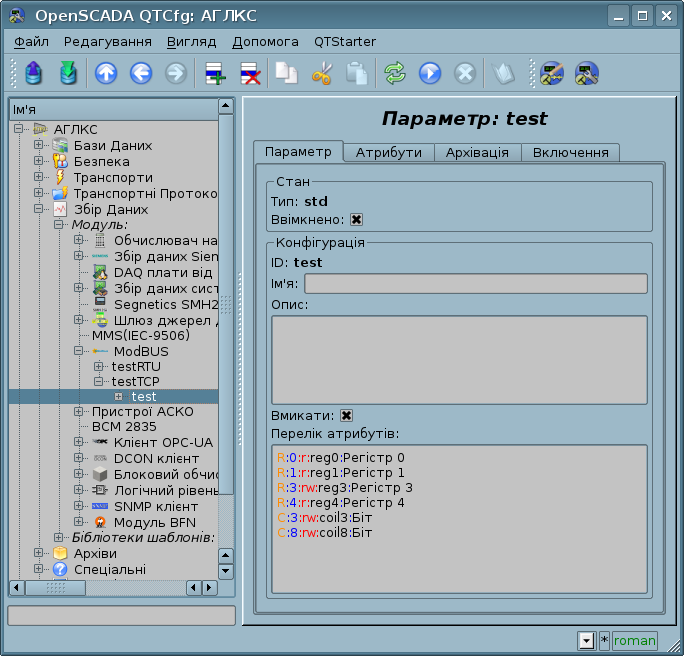 OpenSCADA QTCfg: АГЛКС
Файл Редагування Вигляд Допомога QTStarter
Ім'я
АГЛКС
Бази Даних
Безпека
Транспорти
Транспортні Протоко
Збір Даних
Модуль:
Обчислювач на
Збір даних Sien
DAQ плати від
Збір даних сист
Segnetics SMH2
Шлюз джерел д
MMS(IEC-9506)
ModBUS
testRTU
testTCP
test
Пристрої АСКО
BCM 2835
Клієнт OPC-UA
DCON клієнт
Блоковий обчис
Логічний рівень
SNMP клієнт
Модуль BFN
Бібліотеки шаблонів:
Архіви
Спеціальні
Параметр: test
Параметр Атрибути Архівація Включення
Стан
Тип: std
Ввімкнено:
Конфігурація
ID: test
Ім'я:
Опис:
Вмикати:
Перелік атрибутів:
R:0:r:reg0:Регістр 0
R:1:r:reg1:Регістр 1
R:3:rw:reg3:Регістр 3
R:4:r:reg4:Регістр 4
C:3:rw:coil3:Біт
C:8:rw:coil8:Біт
* roman